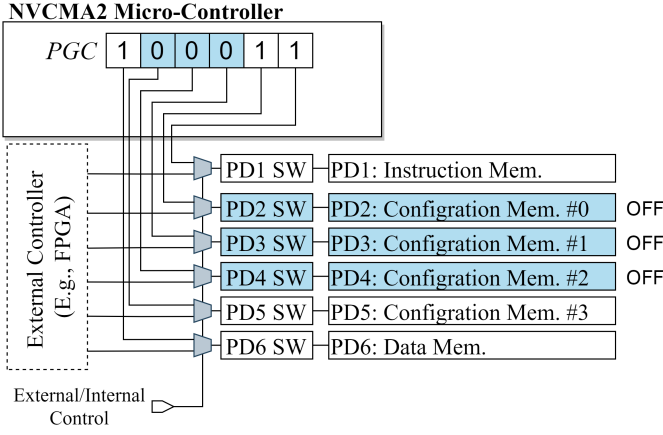 NVCMA2 Micro-Controller
PGC 1 0 0 0 1 1
External Controller
(E.g., FPGA)
PD1 SW PD1: Instruction Mem.
PD2 SW PD2: Configration Mem. #0 OFF
PD3 SW PD3: Configration Mem. #1 OFF
PD4 SW PD4: Configration Mem. #2 OFF
PD5 SW PD5: Configration Mem. #3
PD6 SW PD6: Data Mem.
External/Internal
Control